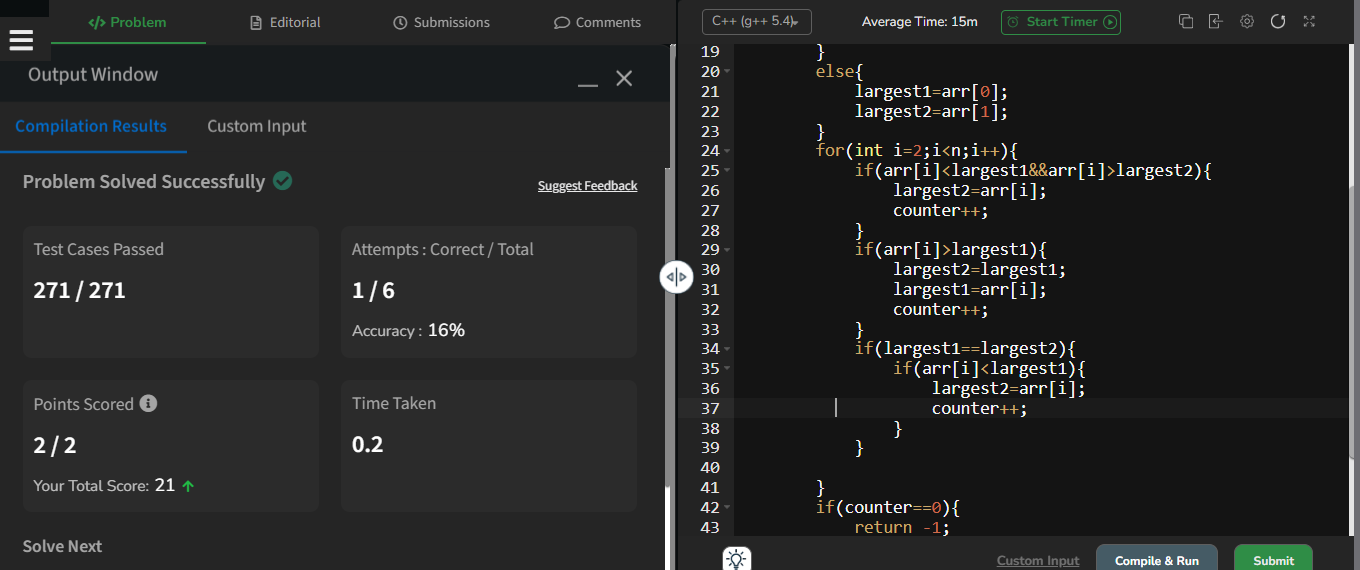 Problem
Editorial
Submissions
Comments
Output Window
Compilation Results
Custom Input
Problem Solved Successfully
Suggest Feedback
Test Cases Passed
271 / 271
Attempts : Correct / Total
1 / 6
Accuracy : 16%
Points Scored
2 / 2
Your Total Score: 21
Time Taken
0.2
Solve Next
C++ (g++ 5.4)
Average Time: 15m
Start Timer
19 }
20 else{
21 largest1=arr[0];
22 largest2=arr[1];
23 }
24 for(int i=2;i<n;i++){
25 if(arr[i]<largest1&&arr[i]>largest2){
26 largest2=arr[i];
27 counter++;
28 }
29 if(arr[i]>largest1){
30 largest2=largest1;
31 largest1=arr[i];
32 counter++;
33 }
34 if(largest1==largest2){
35 if(arr[i]<largest1){
36 largest2=arr[i];
37 counter++;
38 }
39 }
40
41 }
42 if(counter==0){
43 return -1;
Custom Input
Compile & Run
Submit